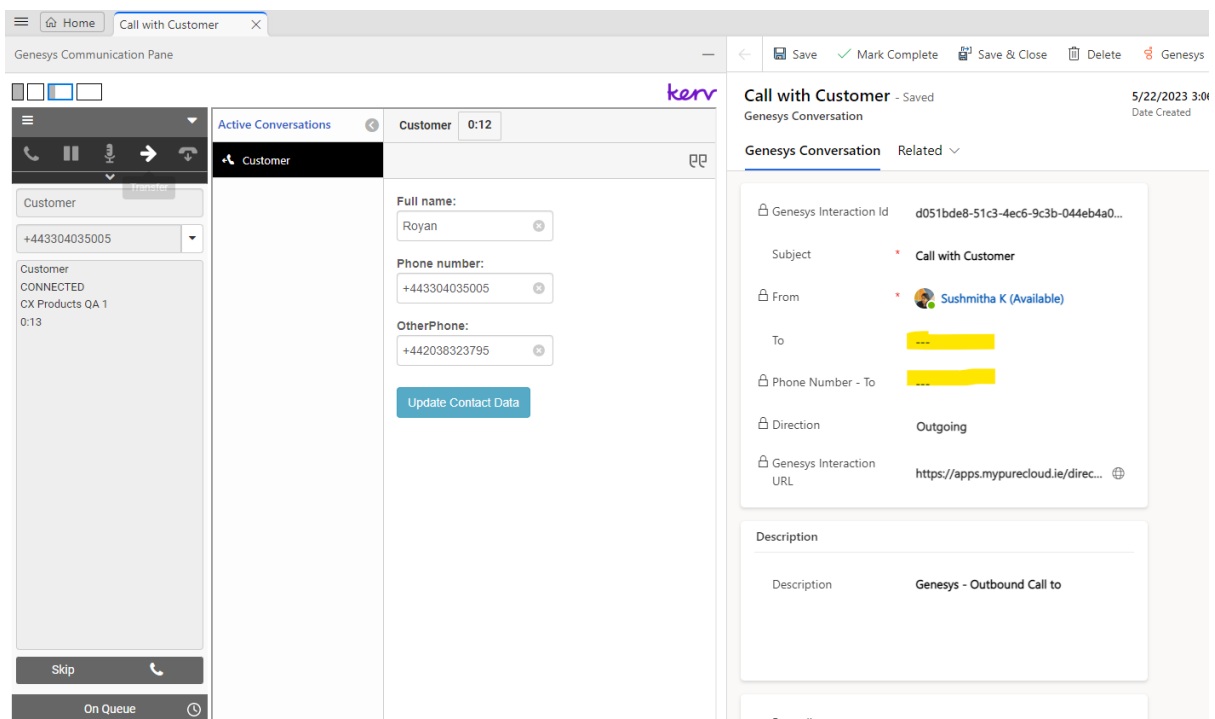 Home
Call with Customer
Genesys Communication Pane
Save
Mark Complete
Save & Close
Delete
Genesys
kerv
Call with Customer - Saved
Genesys Conversation
5/22/2023 3:06
Date Created
Genesys Conversation Related
Active Conversations
Customer 0:12
Customer
Transfer
Customer
+443304035005
Customer
CONNECTED
CX Products QA 1
0:13
Skip
On Queue
Full name:
Royan
Phone number:
+443304035005
OtherPhone:
+442038323795
Update Contact Data
Genesys Interaction Id d051bde8-51c3-4ec6-9c3b-044eb4a0...
Subject * Call with Customer
From * Sushmitha K (Available)
To ---
Phone Number - To ---
Direction Outgoing
Genesys Interaction URL https://apps.mypurecloud.ie/direc...
Description
Description Genesys - Outbound Call to